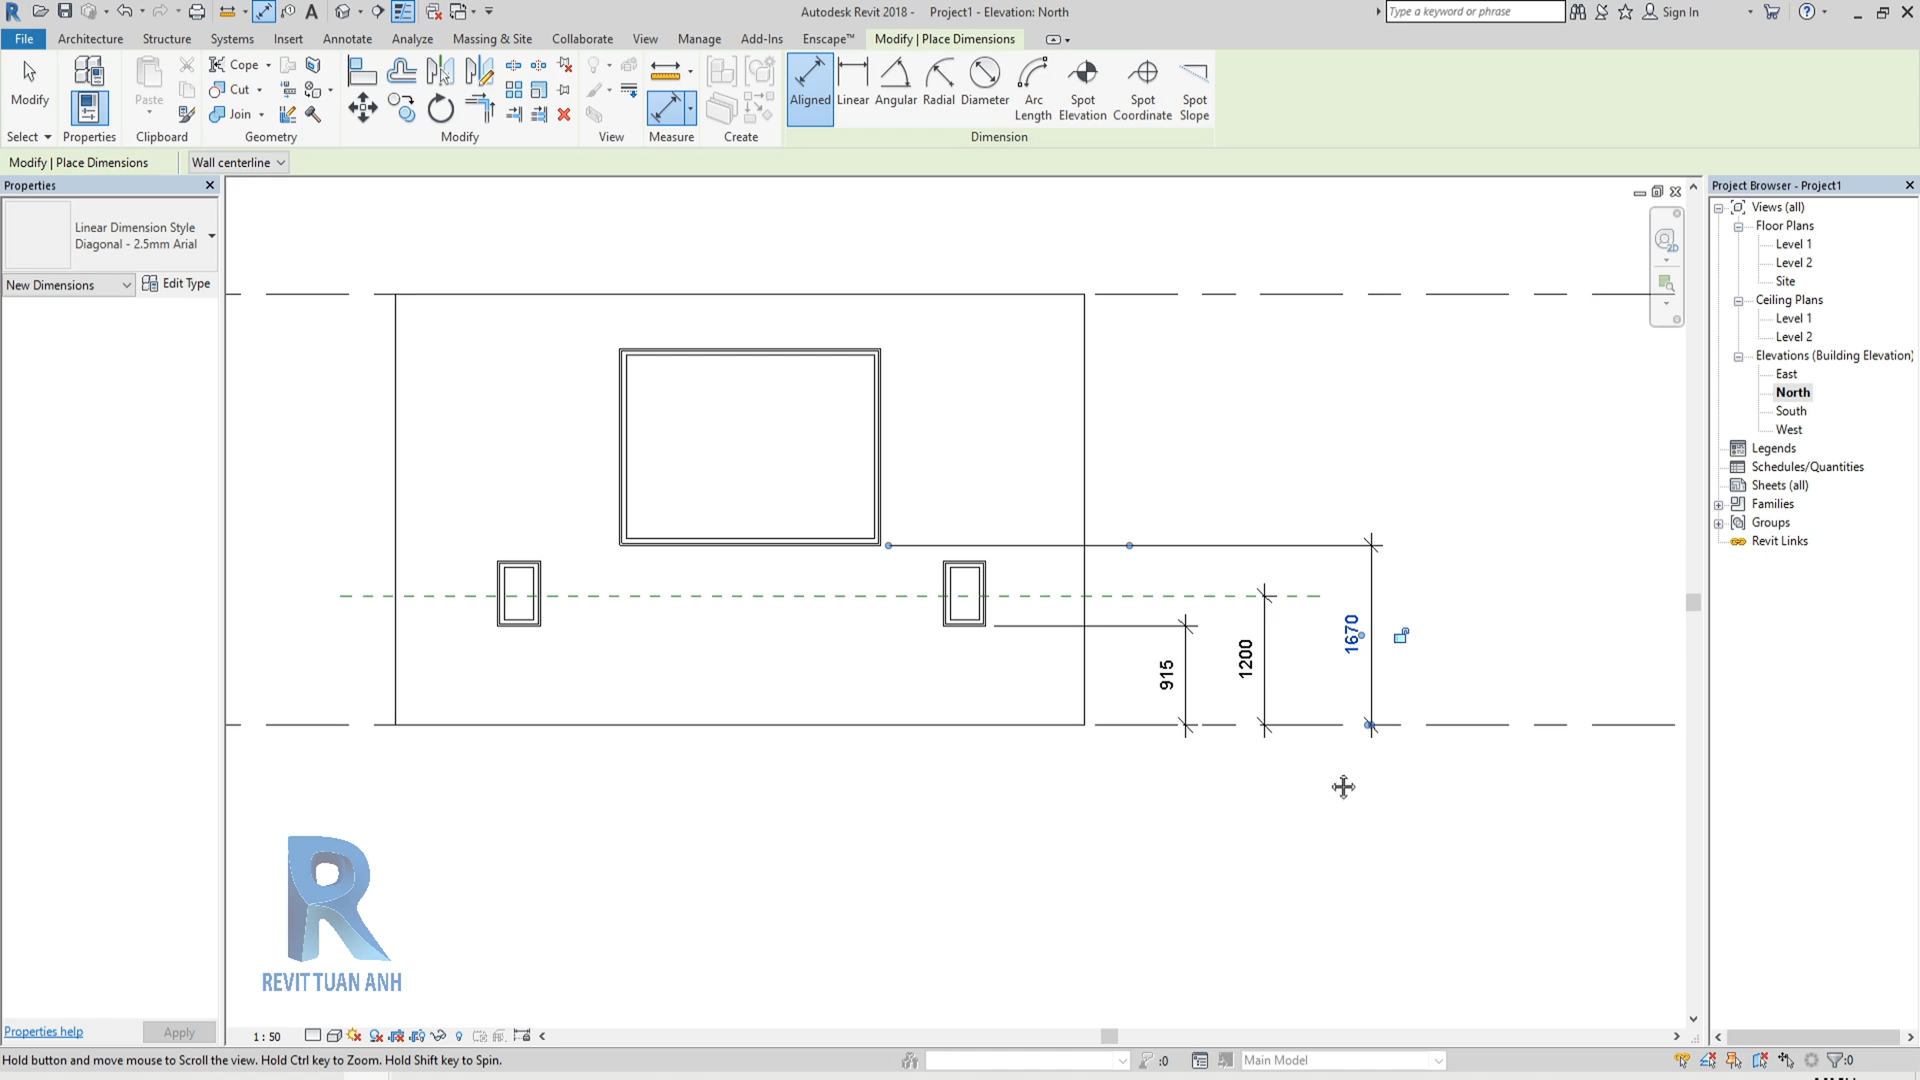 Autodesk Revit 2018 - Project1 - Elevation: North
Type a keyword or phrase
Sign In
File Architecture Structure Systems Insert Annotate Analyze Massing & Site Collaborate View Manage Add-Ins Enscape™ Modify | Place Dimensions
Modify
Paste
Cope
Cut
Join
Aligned Linear Angular Radial Diameter Arc Length Spot Elevation Spot Coordinate Spot Slope
Select Properties Clipboard Geometry Modify View Measure Create Dimension
Modify | Place Dimensions Wall centerline
Properties
Linear Dimension Style
Diagonal - 2.5mm Arial
New Dimensions Edit Type
Properties help Apply
915
1200
1670
2D
REVIT TUAN ANH
1 : 50
Project Browser - Project1
Views (all)
Floor Plans
Level 1
Level 2
Site
Ceiling Plans
Level 1
Level 2
Elevations (Building Elevation)
East
North
South
West
Legends
Schedules/Quantities
Sheets (all)
Families
Groups
Revit Links
Hold button and move mouse to Scroll the view. Hold Ctrl key to Zoom. Hold Shift key to Spin.
:0
Main Model
:0